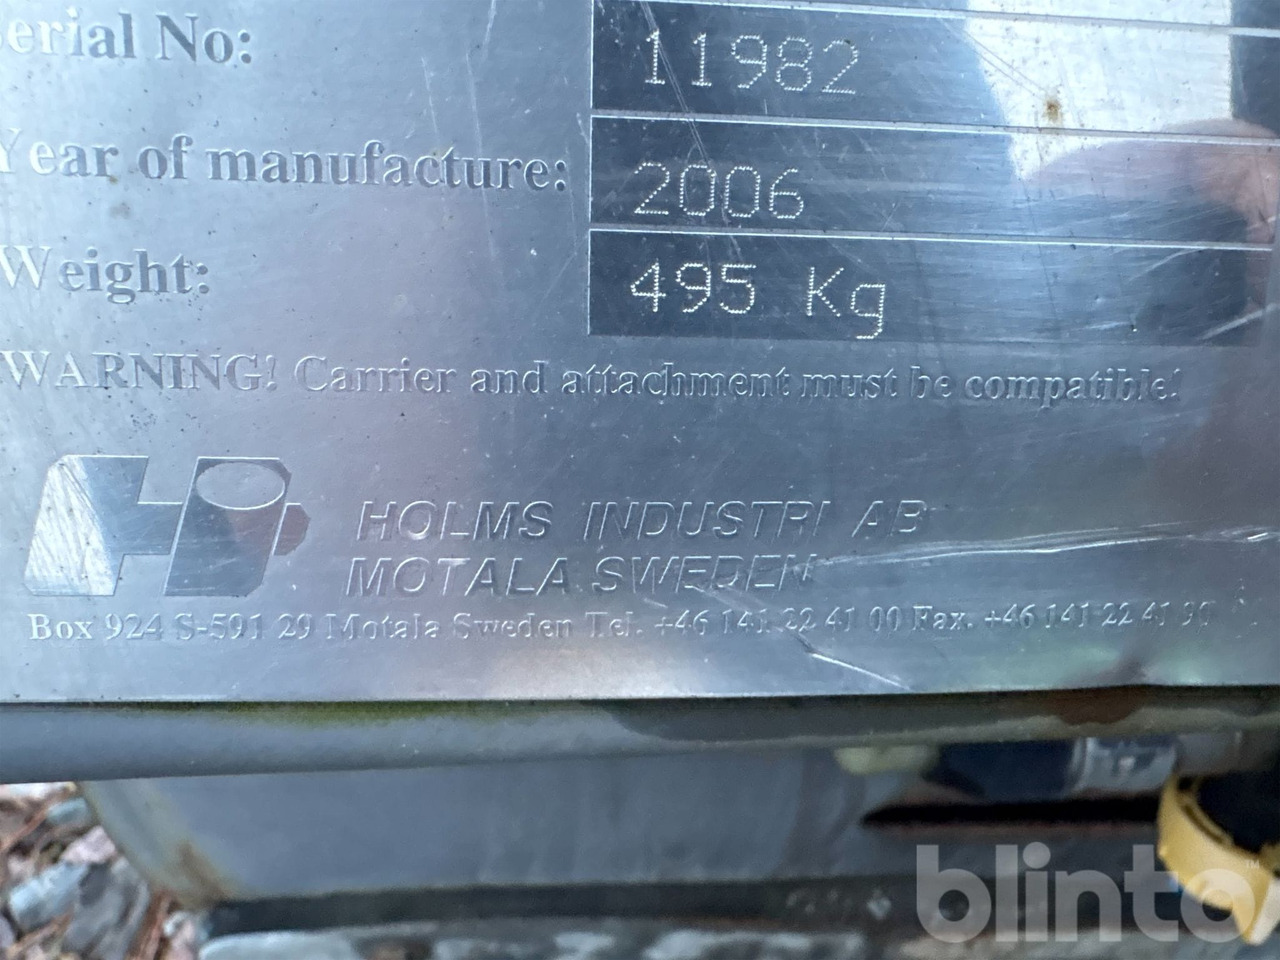 Serial No: 11982
Year of manufacture: 2006
Weight: 495 Kg
WARNING! Carrier and attachment must be compatible!
HOLMS INDUSTRI AB
MOTALA SWEDEN
Box 924 S-591 29 Motala Sweden Tel. +46 141 22 41 00 Fax. +46 141 22 41 90
blinto